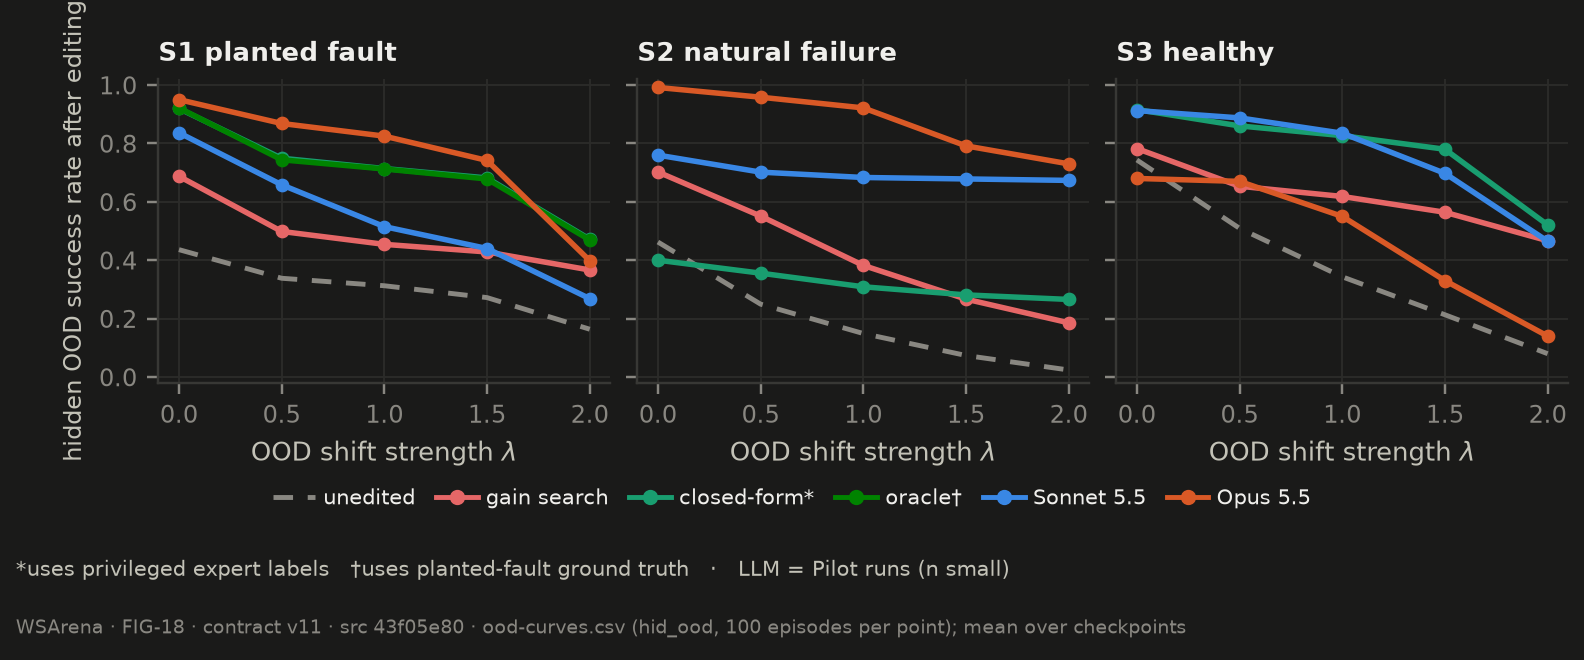 hidden OOD success rate after editing
S1 planted fault
S2 natural failure
S3 healthy
1.0
0.8
0.6
0.4
0.2
0.0
0.0 0.5 1.0 1.5 2.0
0.0 0.5 1.0 1.5 2.0
0.0 0.5 1.0 1.5 2.0
OOD shift strength λ
OOD shift strength λ
OOD shift strength λ
unedited gain search closed-form* oracle† Sonnet 5.5 Opus 5.5
*uses privileged expert labels †uses planted-fault ground truth · LLM = Pilot runs (n small)
WSArena · FIG-18 · contract v11 · src 43f05e80 · ood-curves.csv (hid_ood, 100 episodes per point); mean over checkpoints